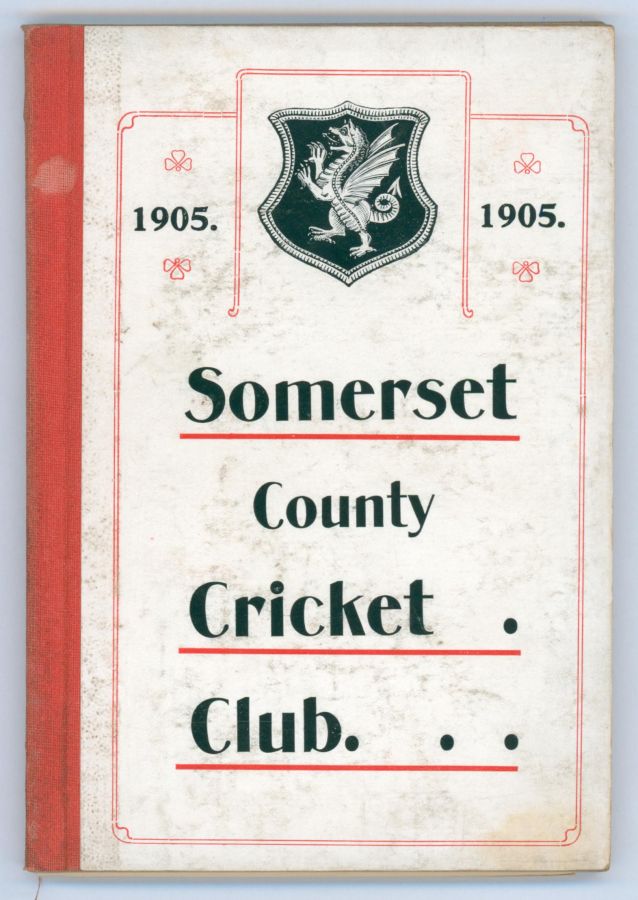 1905. 1905.
Somerset
County
Cricket .
Club. . .